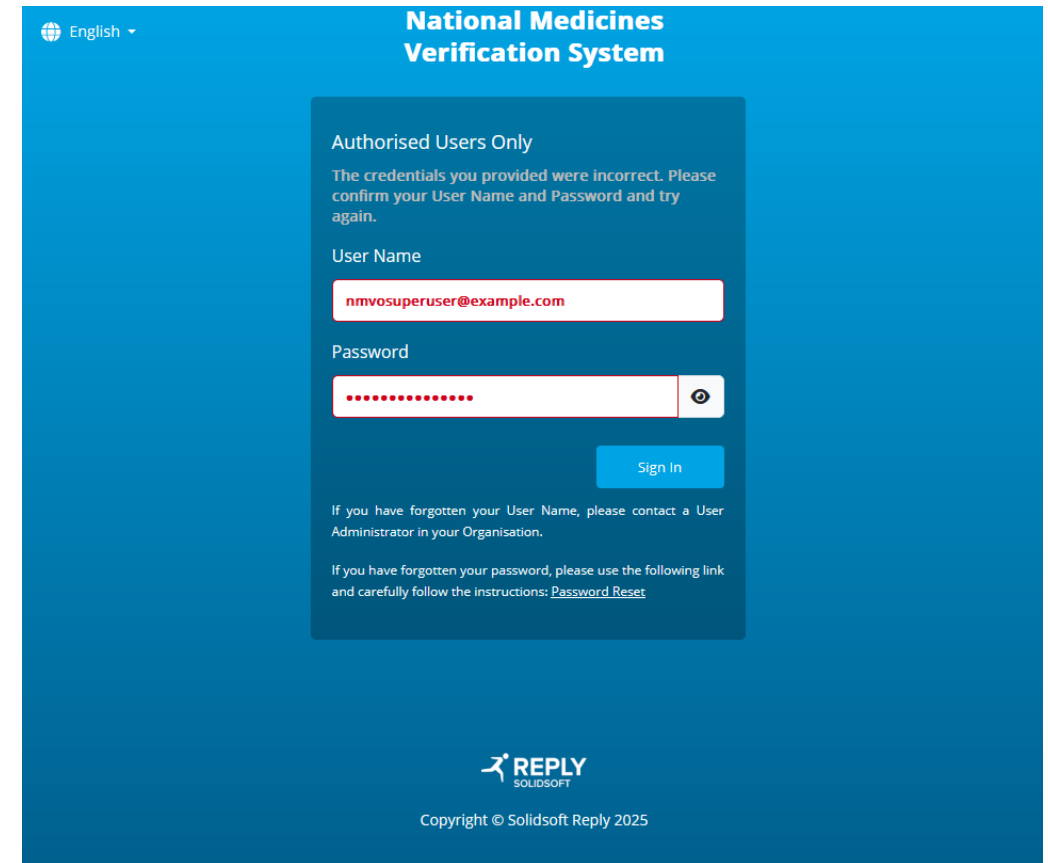 English
National Medicines
Verification System
Authorised Users Only
The credentials you provided were incorrect. Please
confirm your User Name and Password and try
again.
User Name
nmvosuperuser@example.com
Password
•••••••••••••••
Sign In
If you have forgotten your User Name, please contact a User
Administrator in your Organisation.
If you have forgotten your password, please use the following link
and carefully follow the instructions: Password Reset
REPLY
SOLIDSOFT
Copyright © Solidsoft Reply 2025